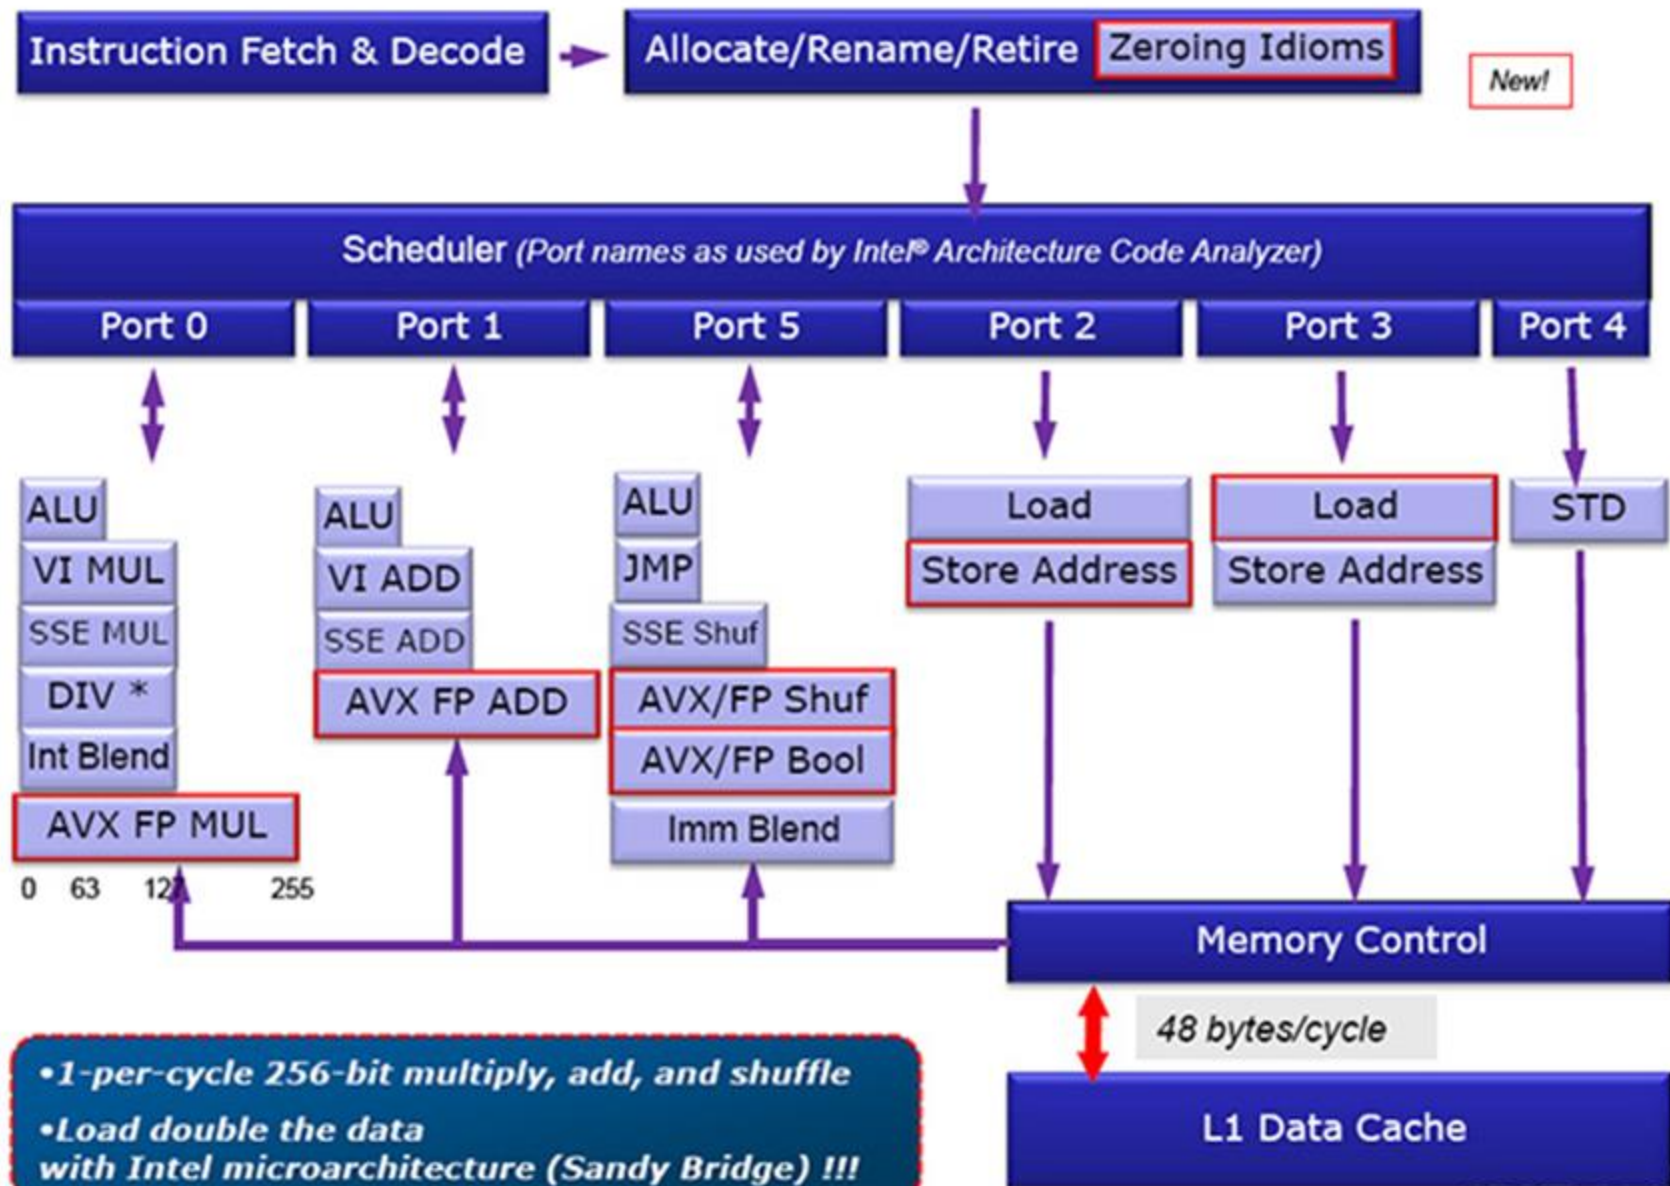 Instruction Fetch & Decode
Allocate/Rename/Retire
Zeroing Idioms
New!
Scheduler (Port names as used by Intel® Architecture Code Analyzer)
Port 0
Port 1
Port 5
Port 2
Port 3
Port 4
ALU
VI MUL
SSE MUL
DIV *
Int Blend
AVX FP MUL
0 63 127 255
ALU
VI ADD
SSE ADD
AVX FP ADD
ALU
JMP
SSE Shuf
AVX/FP Shuf
AVX/FP Bool
Imm Blend
Load
Store Address
Load
Store Address
STD
Memory Control
48 bytes/cycle
L1 Data Cache
•1-per-cycle 256-bit multiply, add, and shuffle
•Load double the data
with Intel microarchitecture (Sandy Bridge) !!!